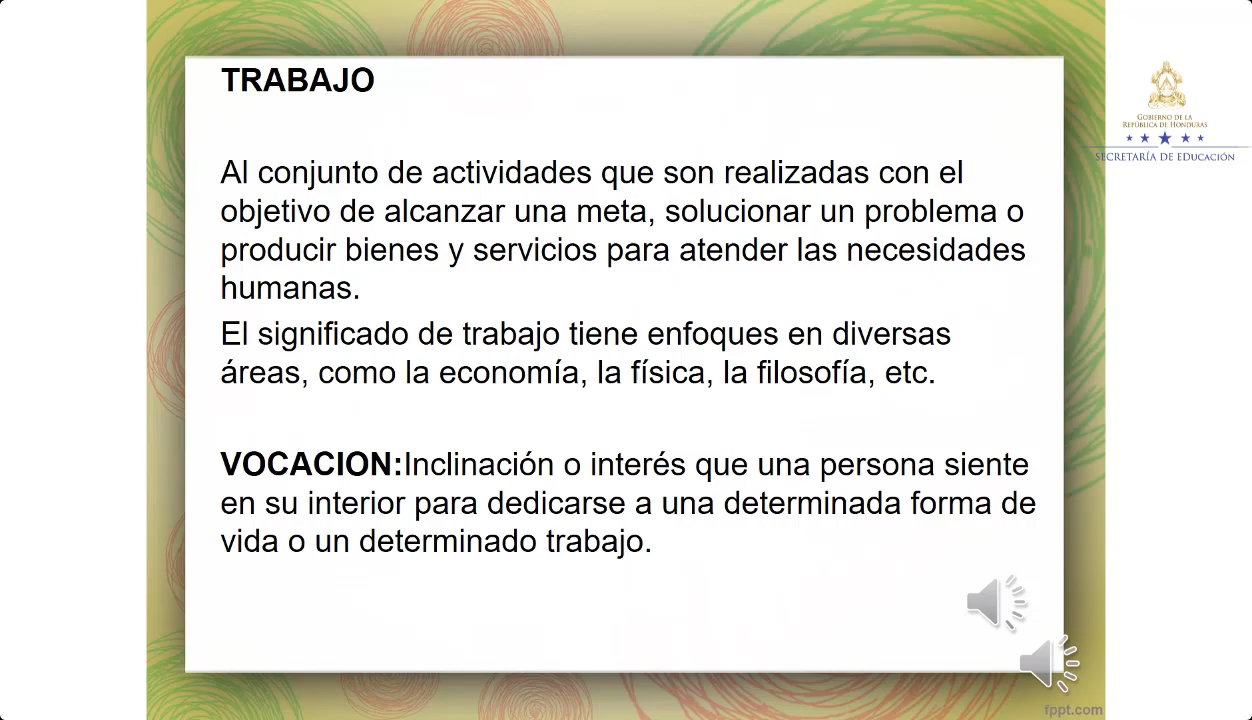 TRABAJO
Al conjunto de actividades que son realizadas con el
objetivo de alcanzar una meta, solucionar un problema o
producir bienes y servicios para atender las necesidades
humanas.
El significado de trabajo tiene enfoques en diversas
áreas, como la economía, la física, la filosofía, etc.
VOCACION:Inclinación o interés que una persona siente
en su interior para dedicarse a una determinada forma de
vida o un determinado trabajo.
GOBIERNO DE LA
REPÚBLICA DE HONDURAS
SECRETARÍA DE EDUCACIÓN
fppt.com